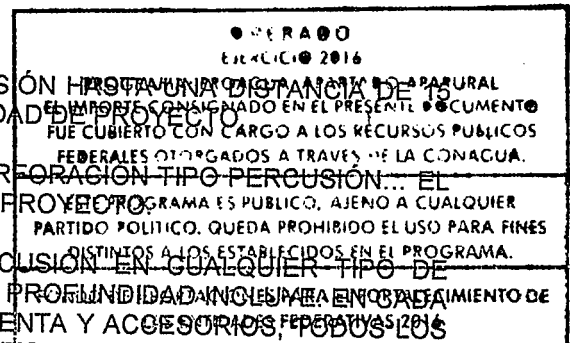 OPERADO
EJERCICIO 2016
SIÓN HASTA UNA DISTANCIA DE 15
PROGRAMA: PROAGUA, APARTADO APARURAL
EL IMPORTE CONSIGNADO EN EL PRESENTE DOCUMENTO
DAD DE PROYECTO
FUE CUBIERTO CON CARGO A LOS RECURSOS PUBLICOS
FEDERALES OTORGADOS A TRAVES DE LA CONAGUA.
RFORACIÓN TIPO PERCUSIÓN... EL
PROGRAMA ES PUBLICO, AJENO A CUALQUIER
PROYECTO.
PARTIDO POLITICO. QUEDA PROHIBIDO EL USO PARA FINES
DISTINTOS A LOS ESTABLECIDOS EN EL PROGRAMA.
CUSIÓN EN CUALQUIER TIPO DE
PROFUNDIDAD INCLUYE: EN CADA
FORTALECIMIENTO DE
ENTA Y ACCESORIOS, TODOS LOS
ENTIDADES FEDERATIVAS 2016